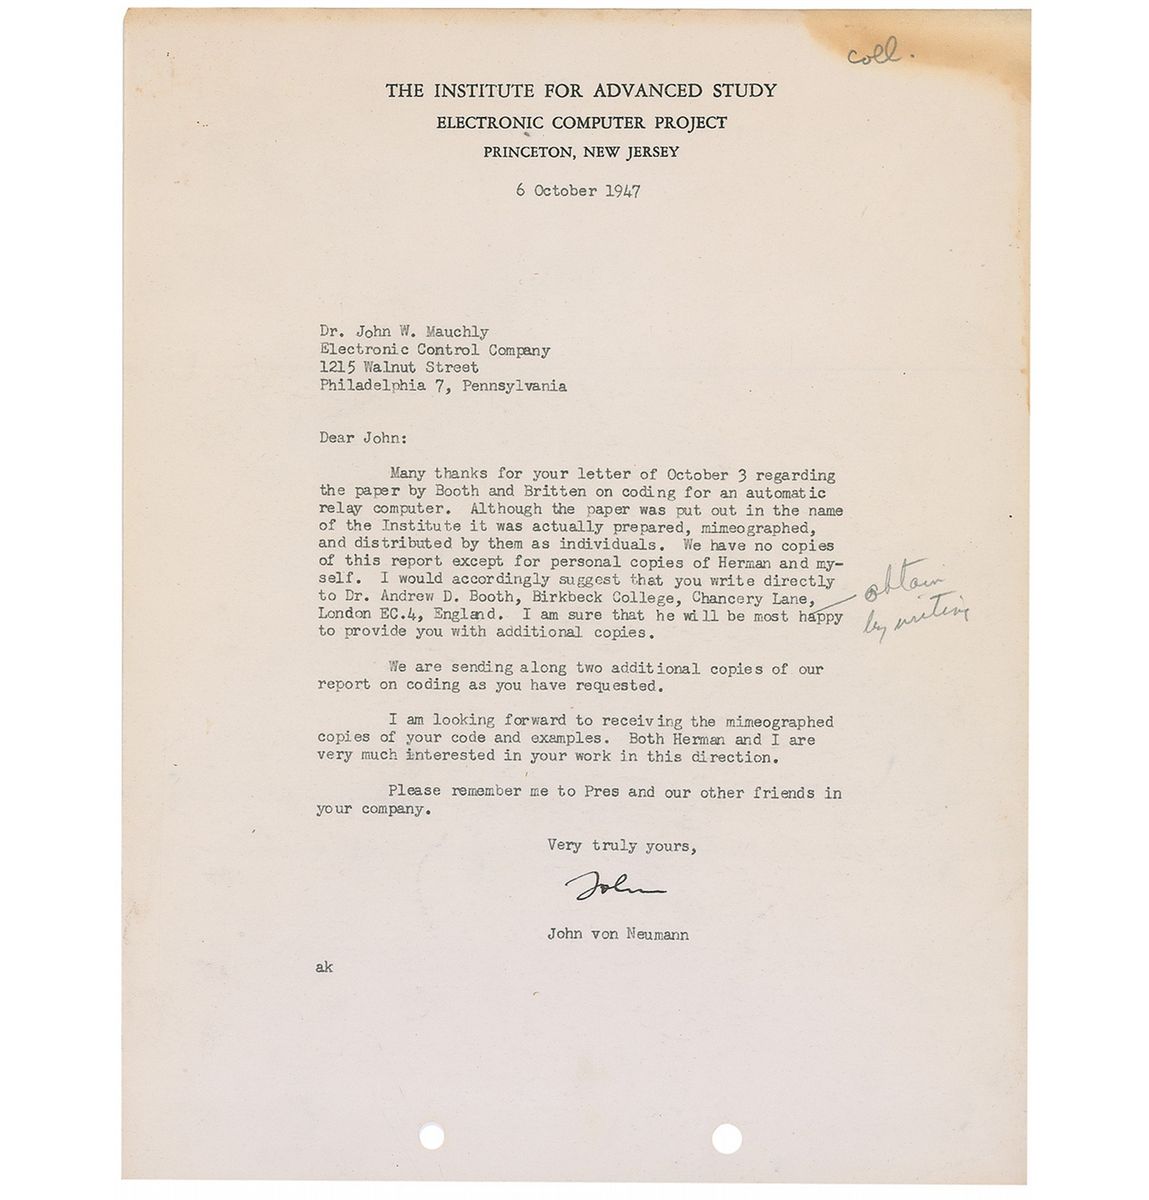 coll.
THE INSTITUTE FOR ADVANCED STUDY
ELECTRONIC COMPUTER PROJECT
PRINCETON, NEW JERSEY
6 October 1947
Dr. John W. Mauchly
Electronic Control Company
1215 Walnut Street
Philadelphia 7, Pennsylvania
Dear John:
Many thanks for your letter of October 3 regarding
the paper by Booth and Britten on coding for an automatic
relay computer. Although the paper was put out in the name
of the Institute it was actually prepared, mimeographed,
and distributed by them as individuals. We have no copies
of this report except for personal copies of Herman and my-
self. I would accordingly suggest that you write directly
to Dr. Andrew D. Booth, Birkbeck College, Chancery Lane,
London EC.4, England. I am sure that he will be most happy
to provide you with additional copies.
obtain
by writing
We are sending along two additional copies of our
report on coding as you have requested.
I am looking forward to receiving the mimeographed
copies of your code and examples. Both Herman and I are
very much interested in your work in this direction.
Please remember me to Pres and our other friends in
your company.
Very truly yours,
John
John von Neumann
ak